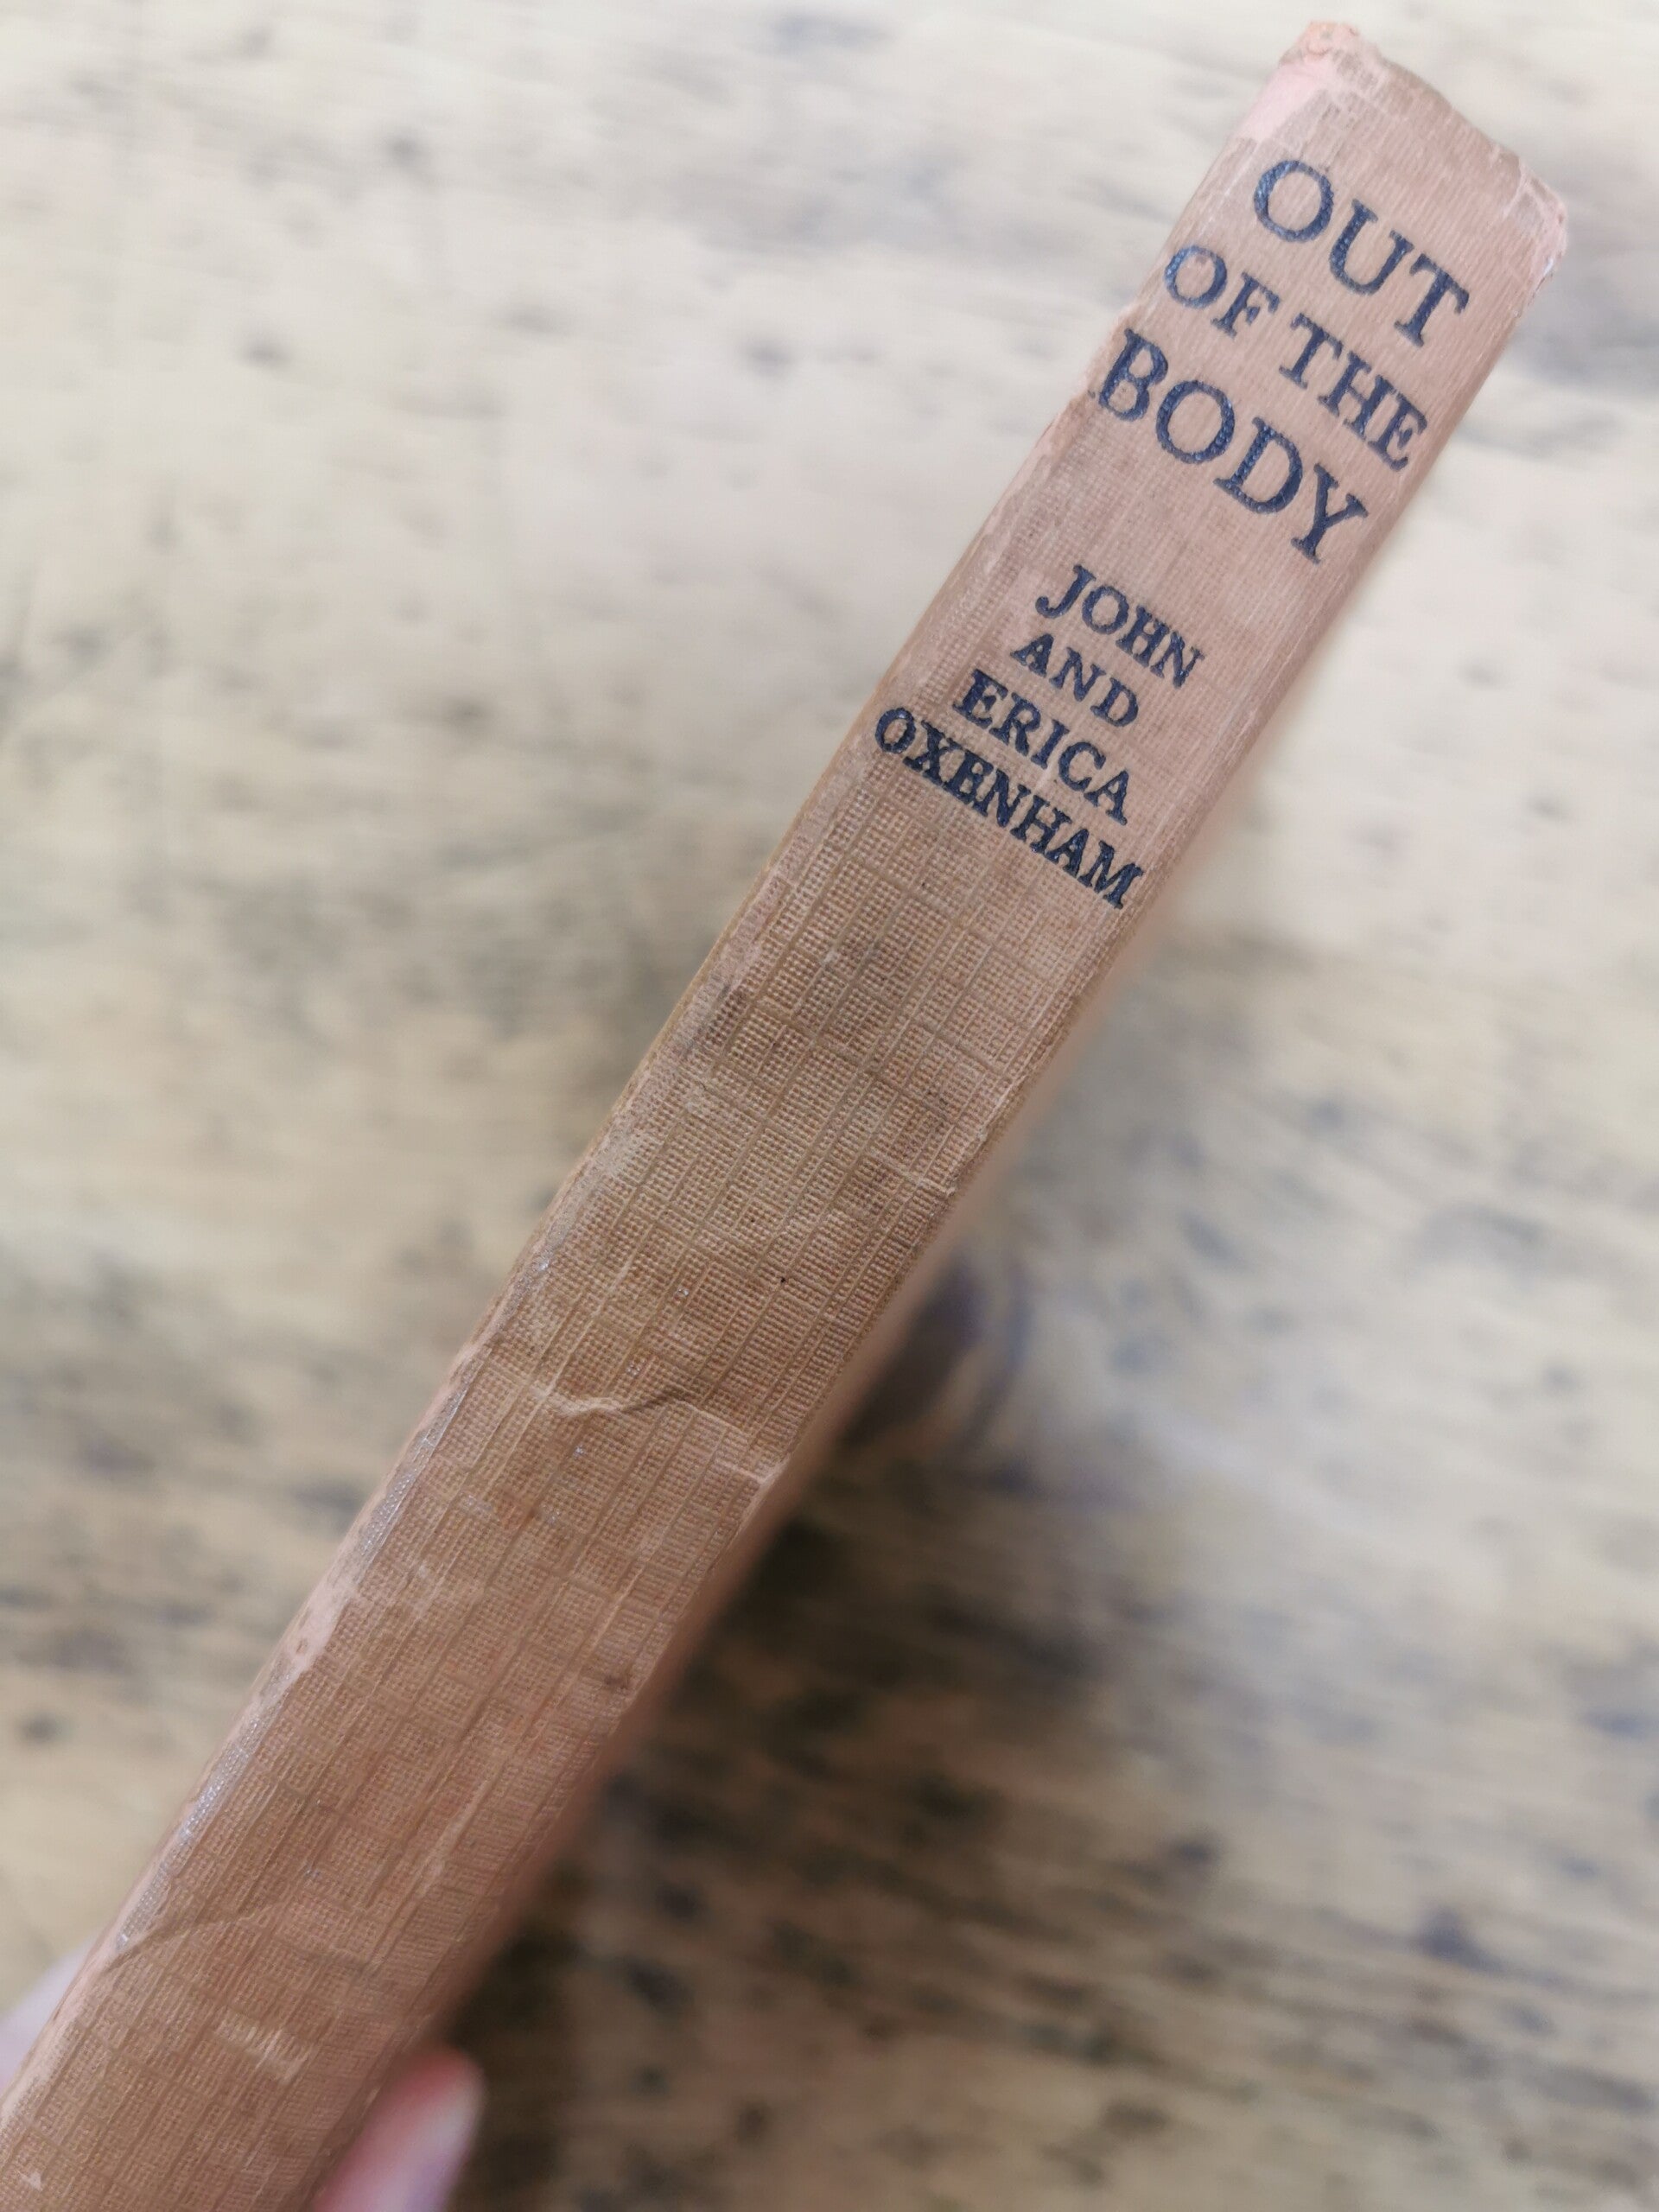 OUT
OF THE
BODY
JOHN
AND
ERICA
OXENHAM